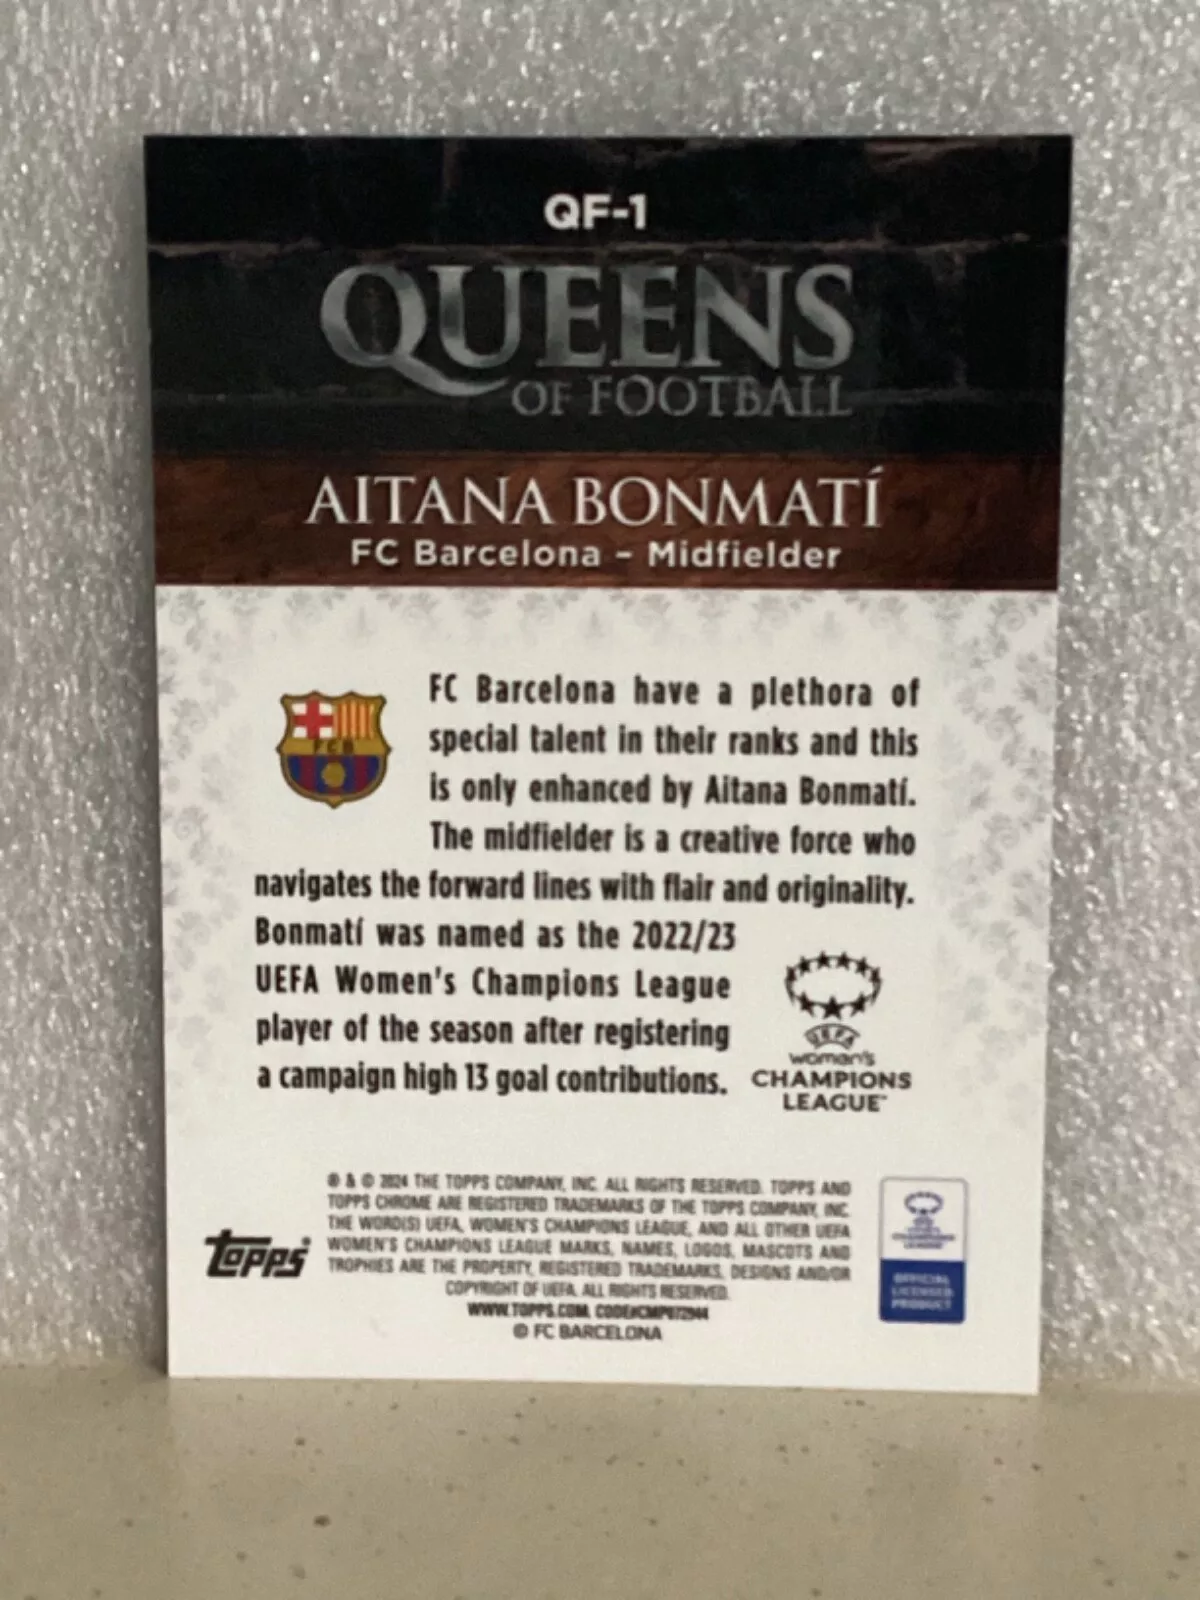 QF-1
QUEENS
OF FOOTBALL
AITANA BONMATÍ
FC Barcelona - Midfielder
FCB
FC Barcelona have a plethora of
special talent in their ranks and this
is only enhanced by Aitana Bonmatí.
The midfielder is a creative force who
navigates the forward lines with flair and originality.
Bonmatí was named as the 2022/23
UEFA Women's Champions League
player of the season after registering
a campaign high 13 goal contributions.
UEFA
women's
CHAMPIONS
LEAGUE™
® & © 2024 THE TOPPS COMPANY, INC. ALL RIGHTS RESERVED. TOPPS AND
TOPPS CHROME ARE REGISTERED TRADEMARKS OF THE TOPPS COMPANY, INC.
THE WORD(S) UEFA, WOMEN'S CHAMPIONS LEAGUE, AND ALL OTHER UEFA
WOMEN'S CHAMPIONS LEAGUE MARKS, NAMES, LOGOS, MASCOTS AND
TROPHIES ARE THE PROPERTY, REGISTERED TRADEMARKS, DESIGNS AND/OR
COPYRIGHT OF UEFA. ALL RIGHTS RESERVED.
WWW.TOPPS.COM. CODE#CMP072944
© FC BARCELONA
topps®
CHAMPIONS
LEAGUE
OFFICIAL
LICENSED
PRODUCT